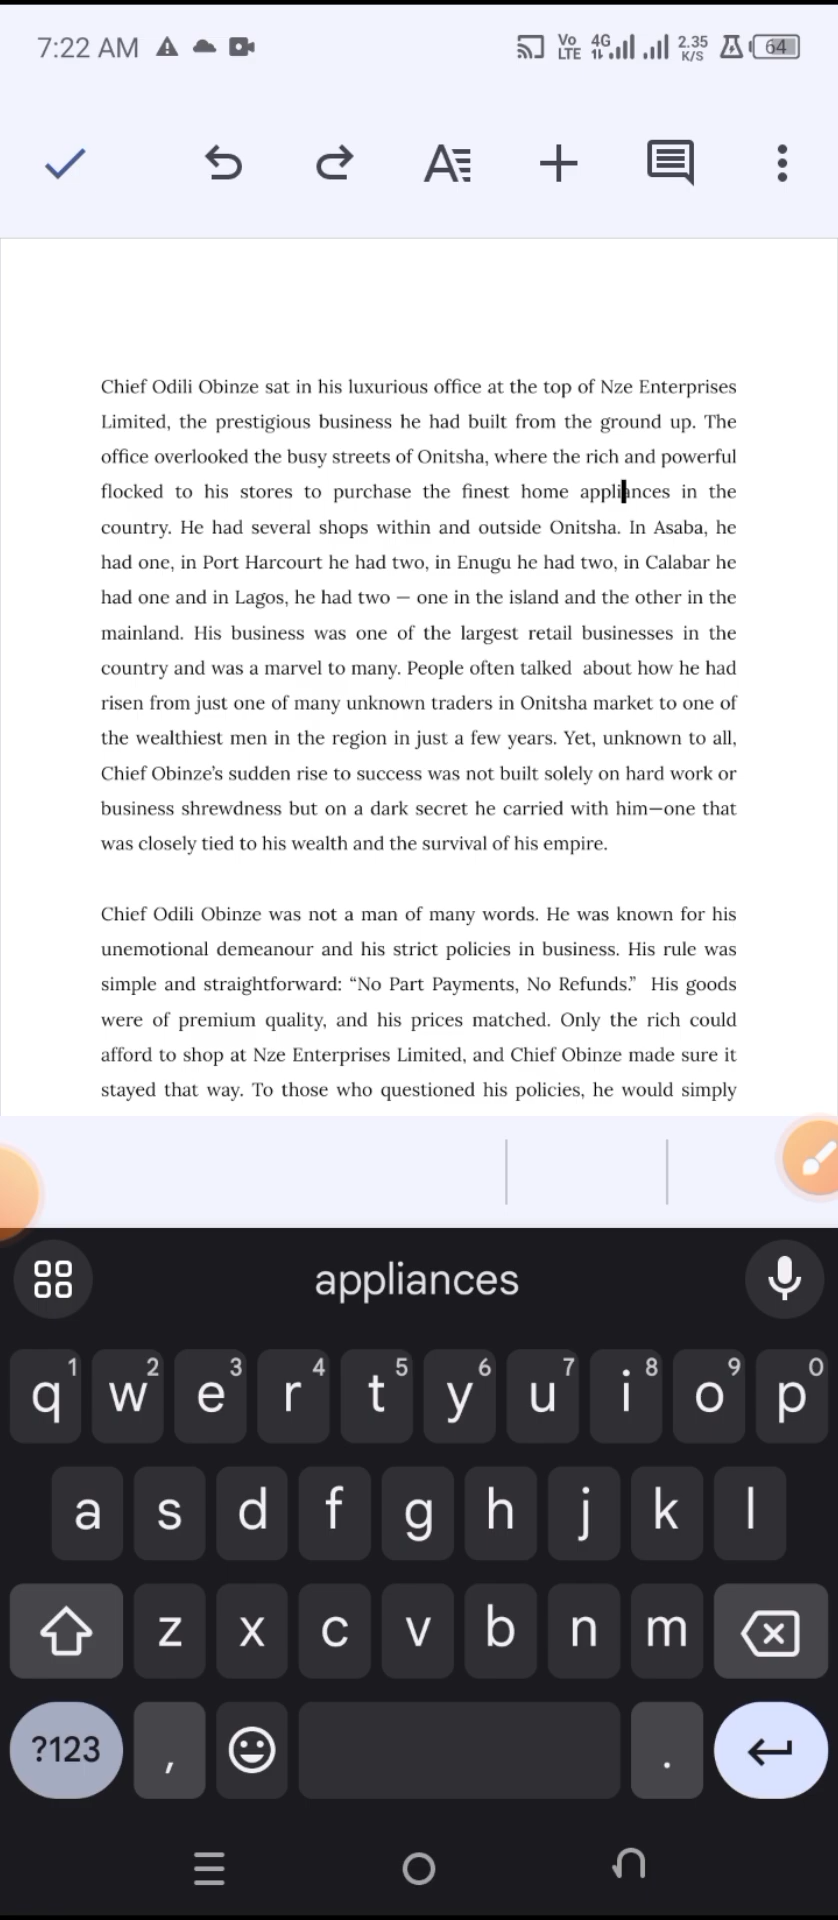 7:22 AM
Vo LTE 4G 2.35 K/S 64
Chief Odili Obinze sat in his luxurious office at the top of Nze Enterprises
Limited, the prestigious business he had built from the ground up. The
office overlooked the busy streets of Onitsha, where the rich and powerful
flocked to his stores to purchase the finest home appliances in the
country. He had several shops within and outside Onitsha. In Asaba, he
had one, in Port Harcourt he had two, in Enugu he had two, in Calabar he
had one and in Lagos, he had two — one in the island and the other in the
mainland. His business was one of the largest retail businesses in the
country and was a marvel to many. People often talked  about how he had
risen from just one of many unknown traders in Onitsha market to one of
the wealthiest men in the region in just a few years. Yet, unknown to all,
Chief Obinze’s sudden rise to success was not built solely on hard work or
business shrewdness but on a dark secret he carried with him—one that
was closely tied to his wealth and the survival of his empire.
Chief Odili Obinze was not a man of many words. He was known for his
unemotional demeanour and his strict policies in business. His rule was
simple and straightforward: “No Part Payments, No Refunds.”  His goods
were of premium quality, and his prices matched. Only the rich could
afford to shop at Nze Enterprises Limited, and Chief Obinze made sure it
stayed that way. To those who questioned his policies, he would simply
appliances
q1 w2 e3 r4 t5 y6 u7 i8 o9 p0
a s d f g h j k l
z x c v b n m
?123 , .